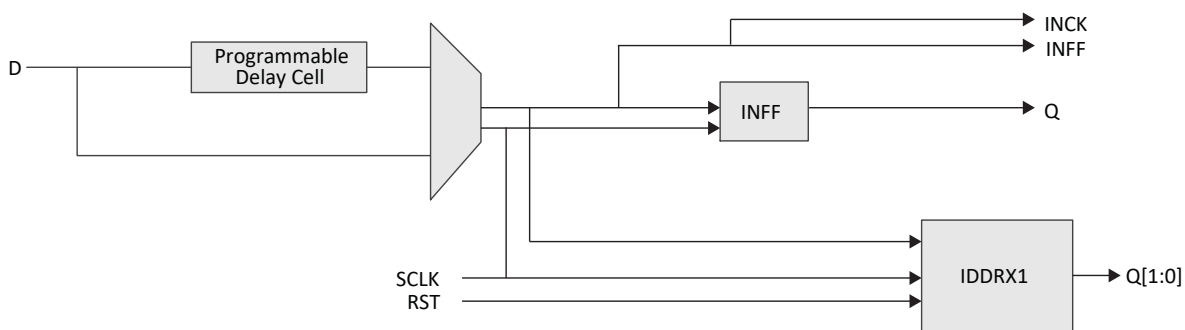 INCK
INFF
D
Programmable
Delay Cell
INFF
Q
SCLK
RST
IDDRX1
Q[1:0]